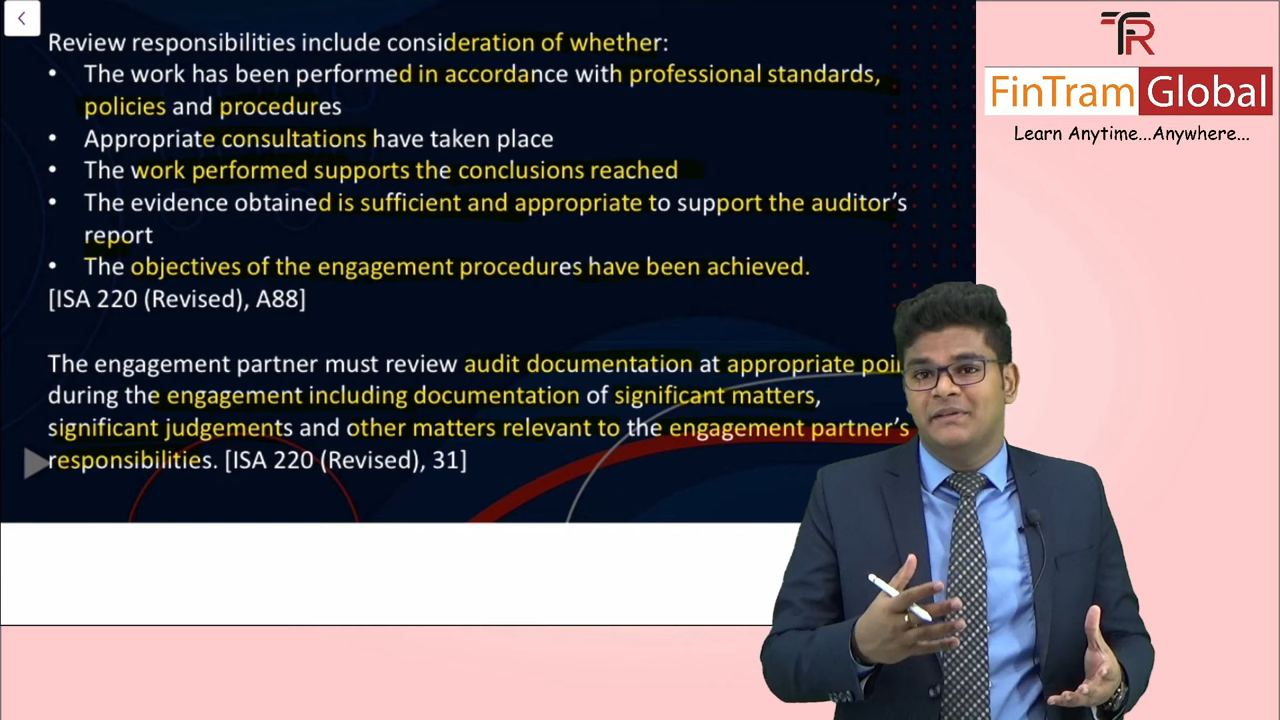 Review responsibilities include consideration of whether:
• The work has been performed in accordance with professional standards,
policies and procedures
• Appropriate consultations have taken place
• The work performed supports the conclusions reached
• The evidence obtained is sufficient and appropriate to support the auditor's
report
• The objectives of the engagement procedures have been achieved.
[ISA 220 (Revised), A88]
The engagement partner must review audit documentation at appropriate
during the engagement including documentation of significant matters,
significant judgements and other matters relevant to the engagement partner's
responsibilities. [ISA 220 (Revised), 31]
FinTram Global
Learn Anytime...Anywhere...